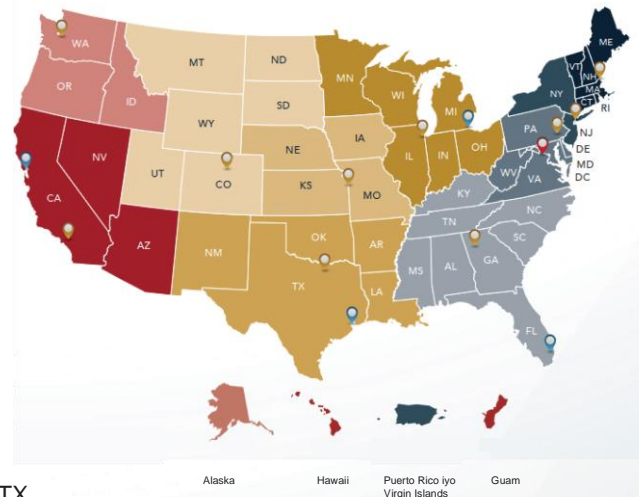 WA
MT
ND
ME
VT
NH
OR
MN
ID
SD
WI
NY
MA
CT
RI
WY
MI
IA
PA
NJ
NV
NE
IL
IN
OH
DE
UT
MD
CA
CO
WV
VA
DC
KS
MO
KY
NC
TN
AZ
OK
NM
AR
SC
MS
AL
GA
TX
LA
FL
Alaska
Hawaii
Puerto Rico iyo
Virgin Islands
Guam
TX